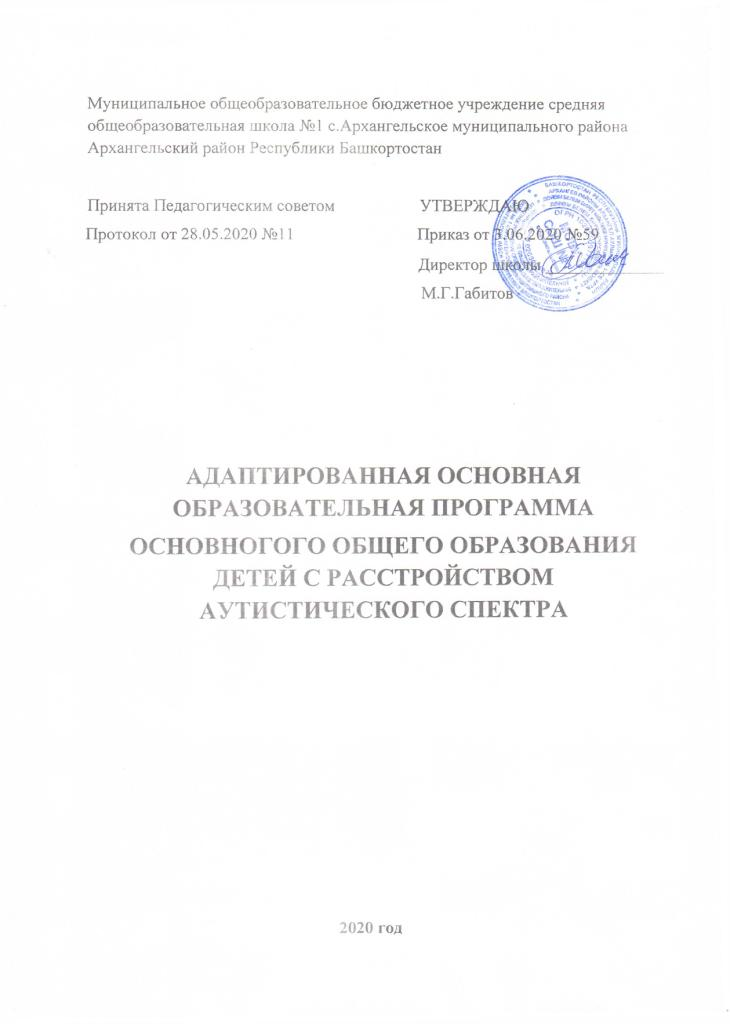 Муниципальное общеобразовательное бюджетное учреждение средняя
общеобразовательная школа №1 с.Архангельское муниципального района
Архангельский район Республики Башкортостан
Принята Педагогическим советом УТВЕРЖДАЮ
Протокол от 28.05.2020 №11 Приказ от 3.06.2020 №59
Директор школы
М.Г.Габитов
АДАПТИРОВАННАЯ ОСНОВНАЯ
ОБРАЗОВАТЕЛЬНАЯ ПРОГРАММА
ОСНОВНОГОГО ОБЩЕГО ОБРАЗОВАНИЯ
ДЕТЕЙ С РАССТРОЙСТВОМ
АУТИСТИЧЕСКОГО СПЕКТРА
2020 год